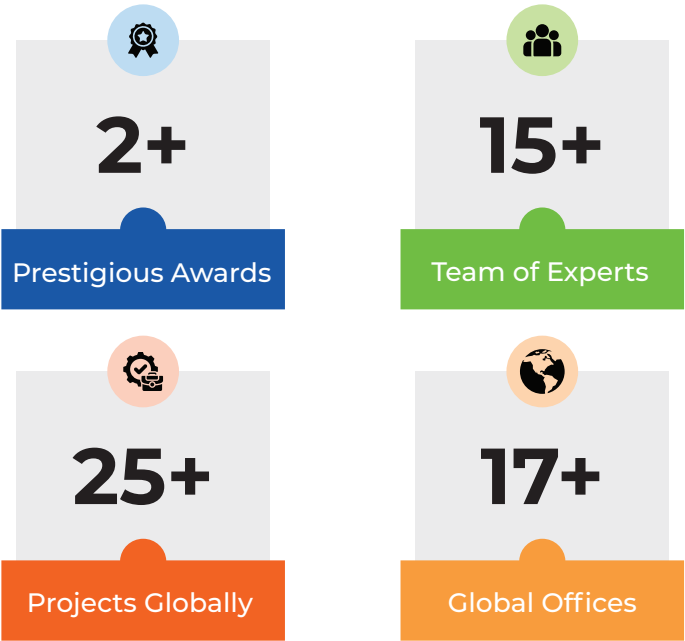 2+
Prestigious Awards
15+
Team of Experts
25+
Projects Globally
17+
Global Offices